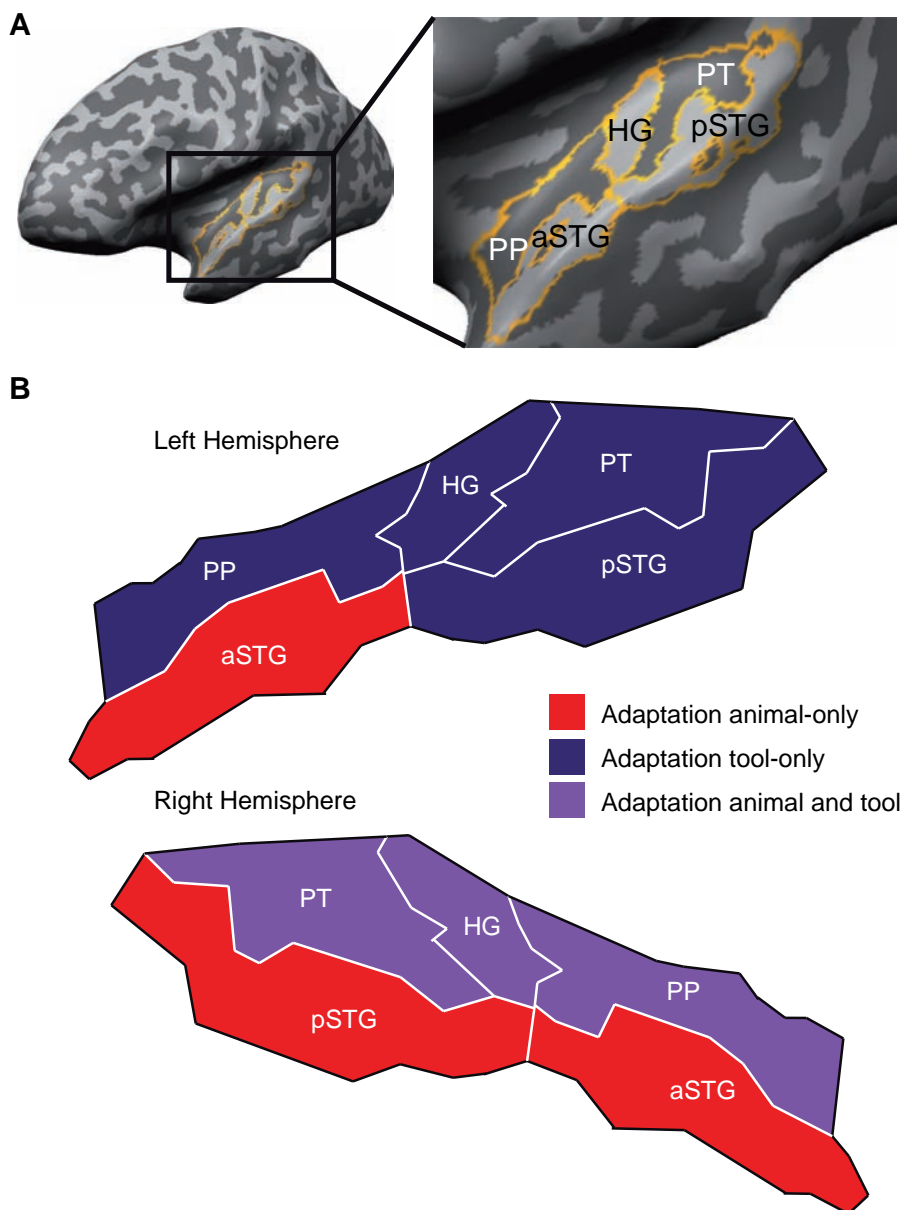 A
PT
HG
pSTG
aSTG
PP
B
Left Hemisphere
PT
HG
PP
pSTG
aSTG
Adaptation animal-only
Adaptation tool-only
Adaptation animal and tool
Right Hemisphere
PT
HG
PP
pSTG
aSTG